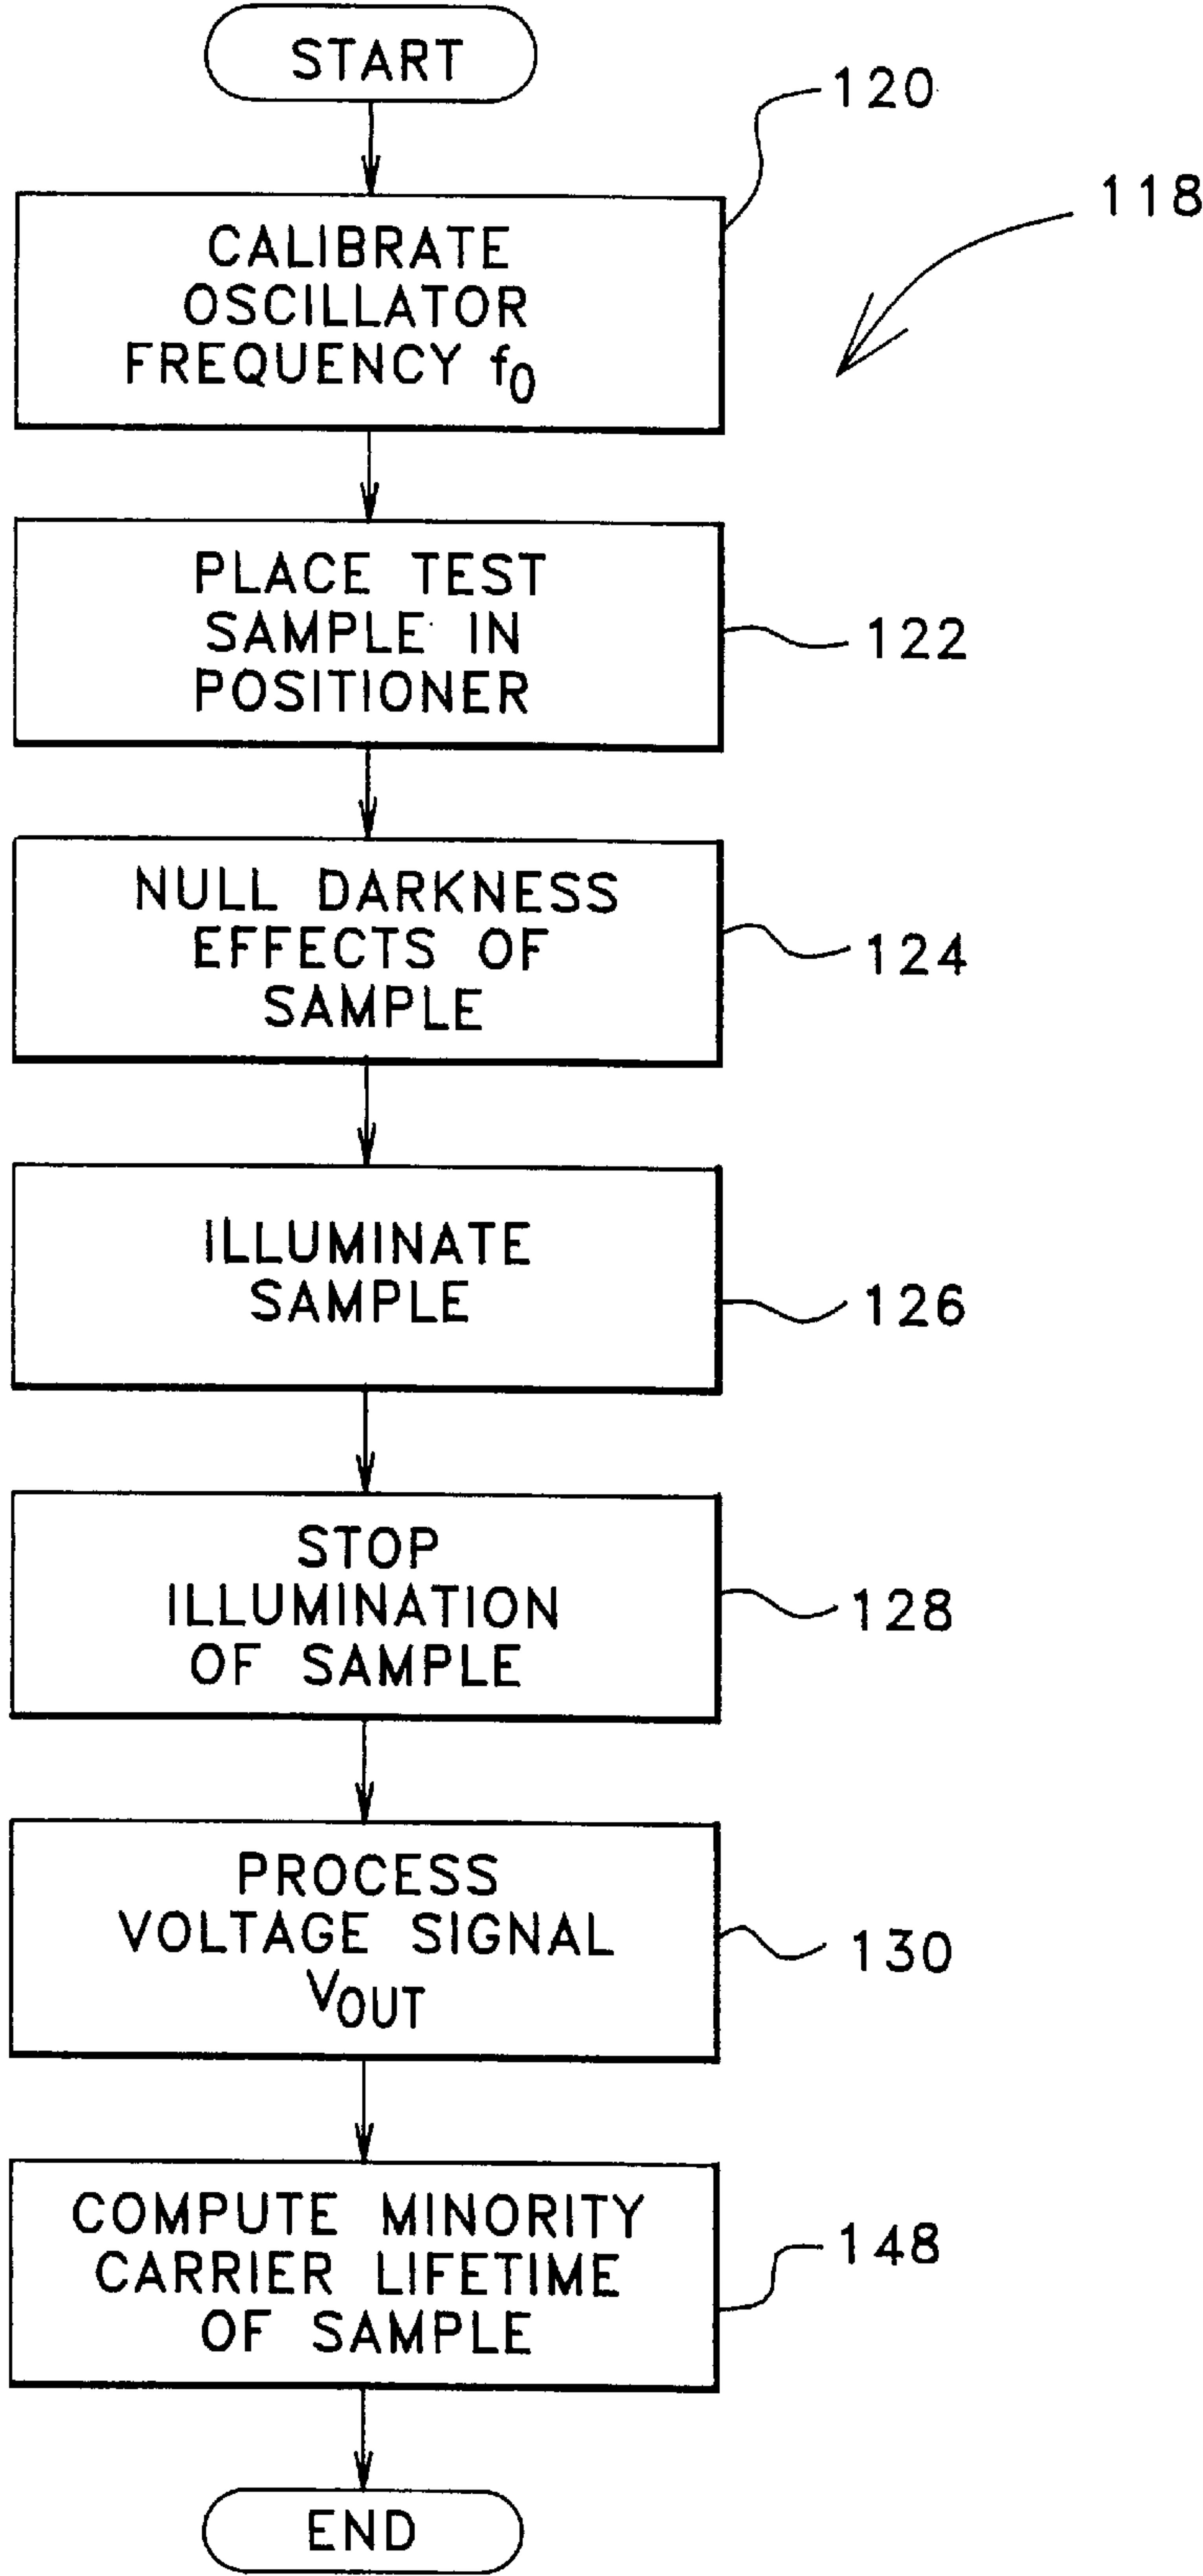 START
120
118
CALIBRATE
OSCILLATOR
FREQUENCY f0
PLACE TEST
SAMPLE IN
POSITIONER
122
NULL DARKNESS
EFFECTS OF
SAMPLE
124
ILLUMINATE
SAMPLE
126
STOP
ILLUMINATION
OF SAMPLE
128
PROCESS
VOLTAGE SIGNAL
VOUT
130
COMPUTE MINORITY
CARRIER LIFETIME
OF SAMPLE
148
END